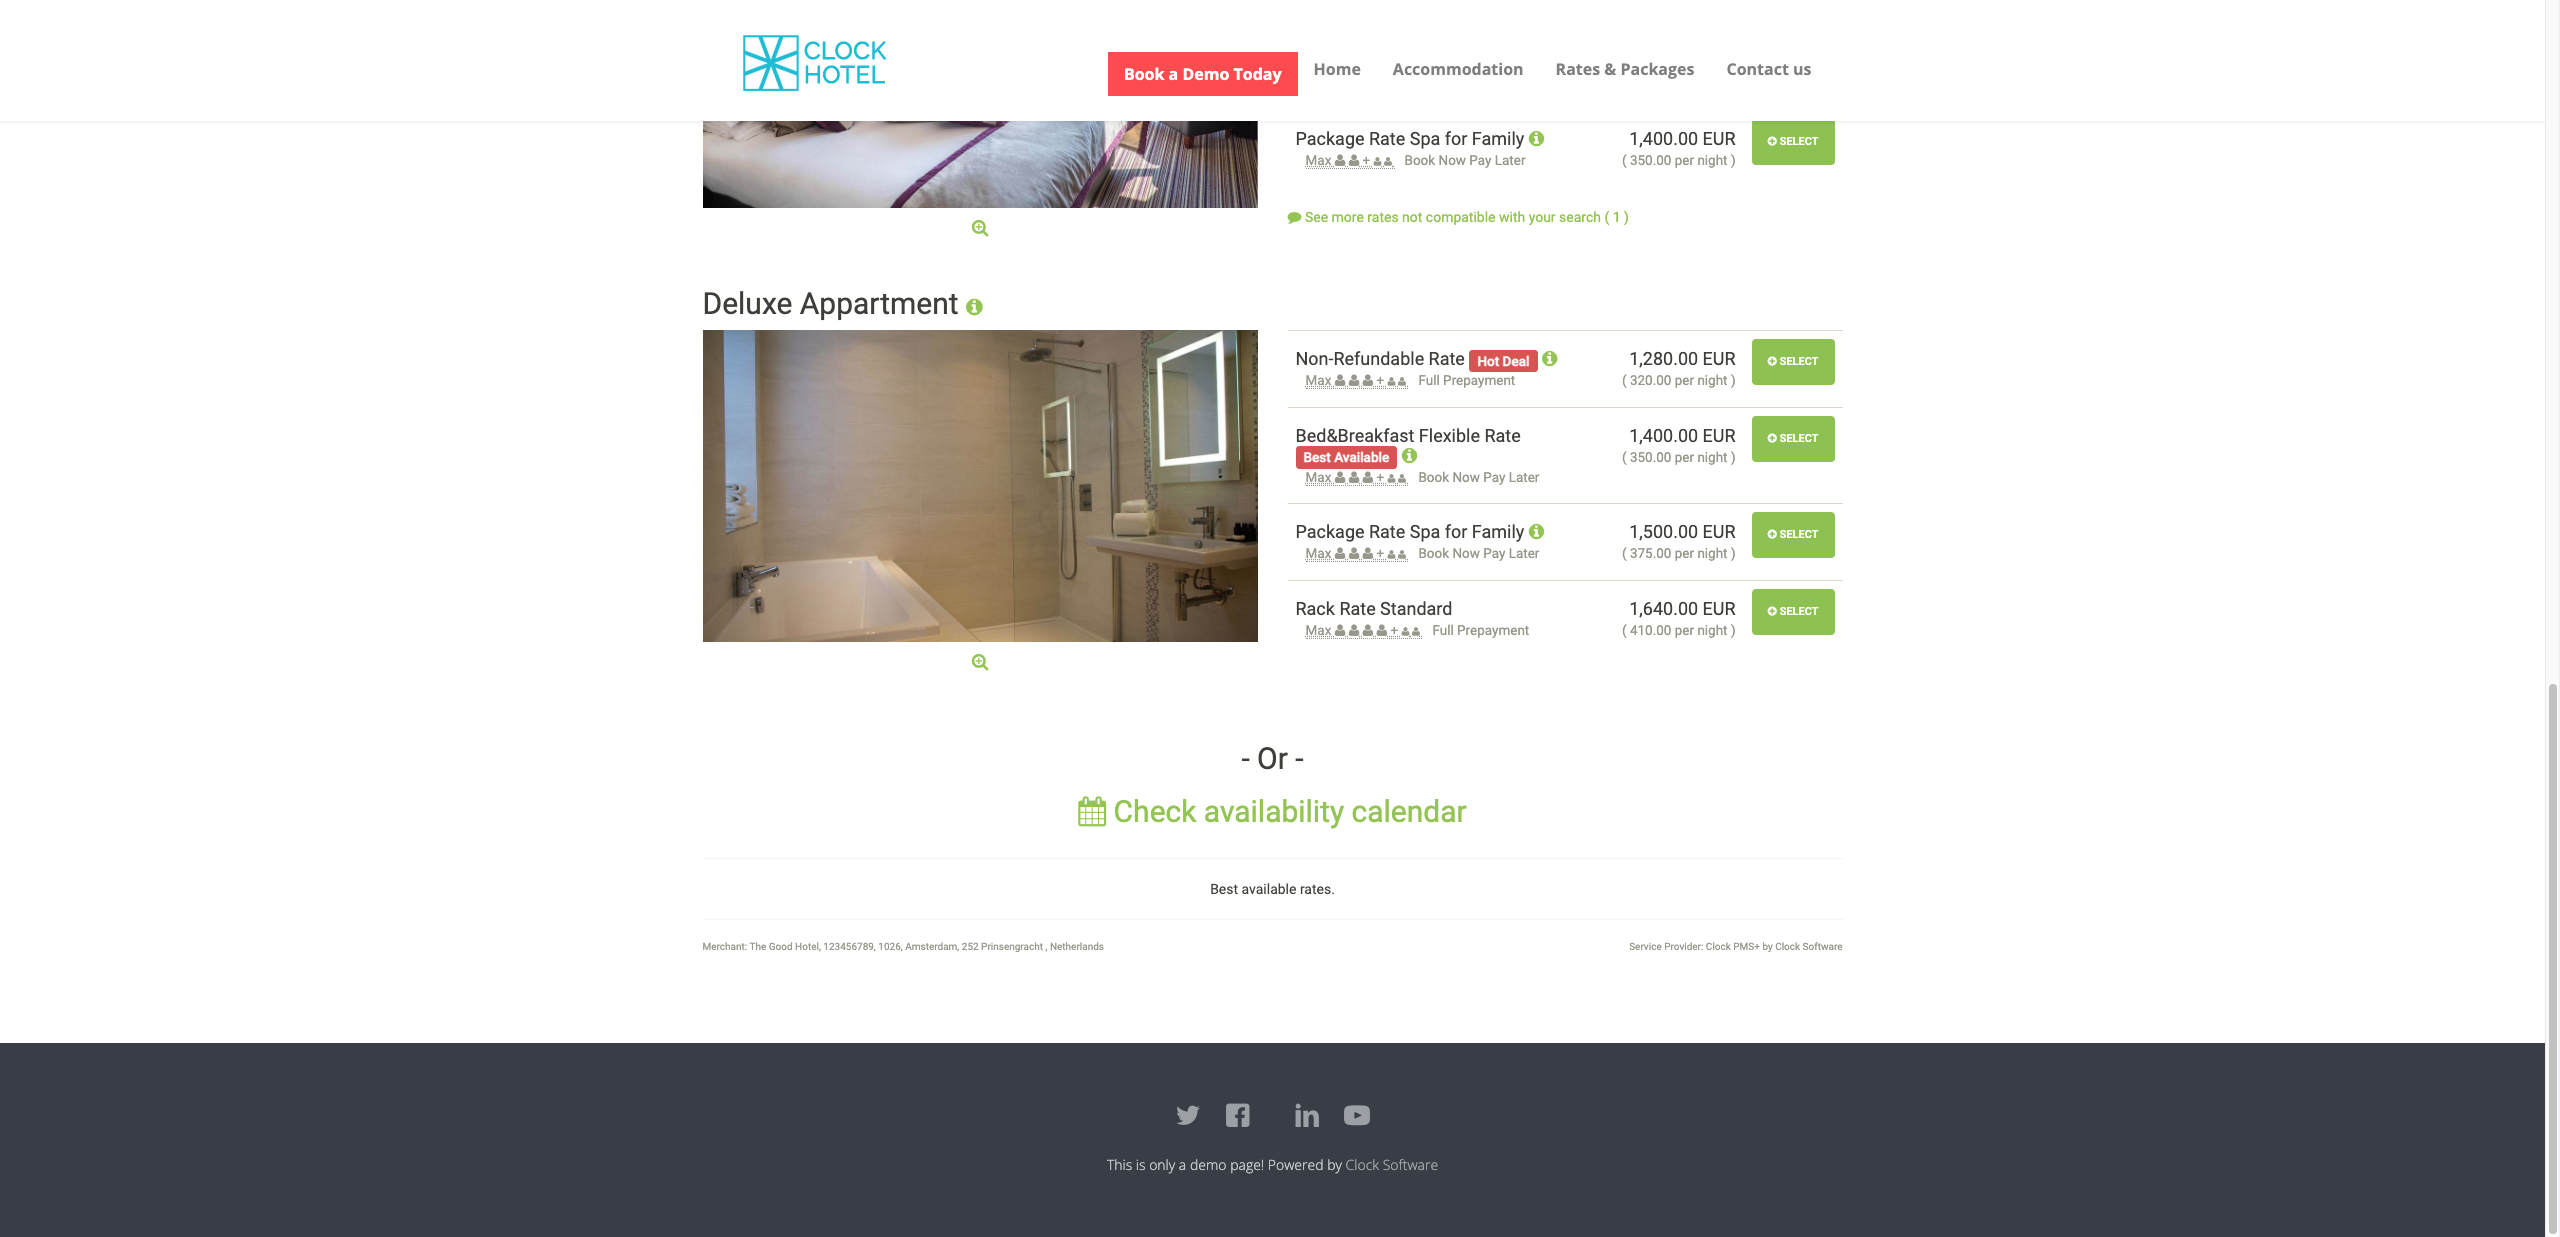 CLOCK
HOTEL
Book a Demo Today
Home
Accommodation
Rates & Packages
Contact us
Package Rate Spa for Family
1,400.00 EUR
SELECT
Max + Book Now Pay Later
( 350.00 per night )
See more rates not compatible with your search ( 1 )
Deluxe Appartment
Non-Refundable Rate Hot Deal
1,280.00 EUR
SELECT
Max + Full Prepayment
( 320.00 per night )
Bed&Breakfast Flexible Rate
1,400.00 EUR
SELECT
Best Available
( 350.00 per night )
Max + Book Now Pay Later
Package Rate Spa for Family
1,500.00 EUR
SELECT
Max + Book Now Pay Later
( 375.00 per night )
Rack Rate Standard
1,640.00 EUR
SELECT
Max + Full Prepayment
( 410.00 per night )
- Or -
Check availability calendar
Best available rates.
Merchant: The Good Hotel, 123456789, 1026, Amsterdam, 252 Prinsengracht , Netherlands
Service Provider: Clock PMS+ by Clock Software
This is only a demo page! Powered by Clock Software